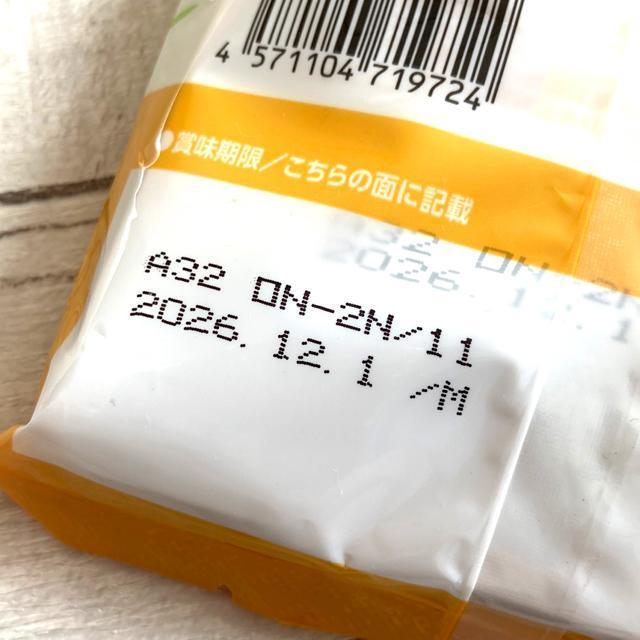 4 571104 719724
●賞味期限/こちらの面に記載
A32 ON-2N/11
2026.12.1 /M